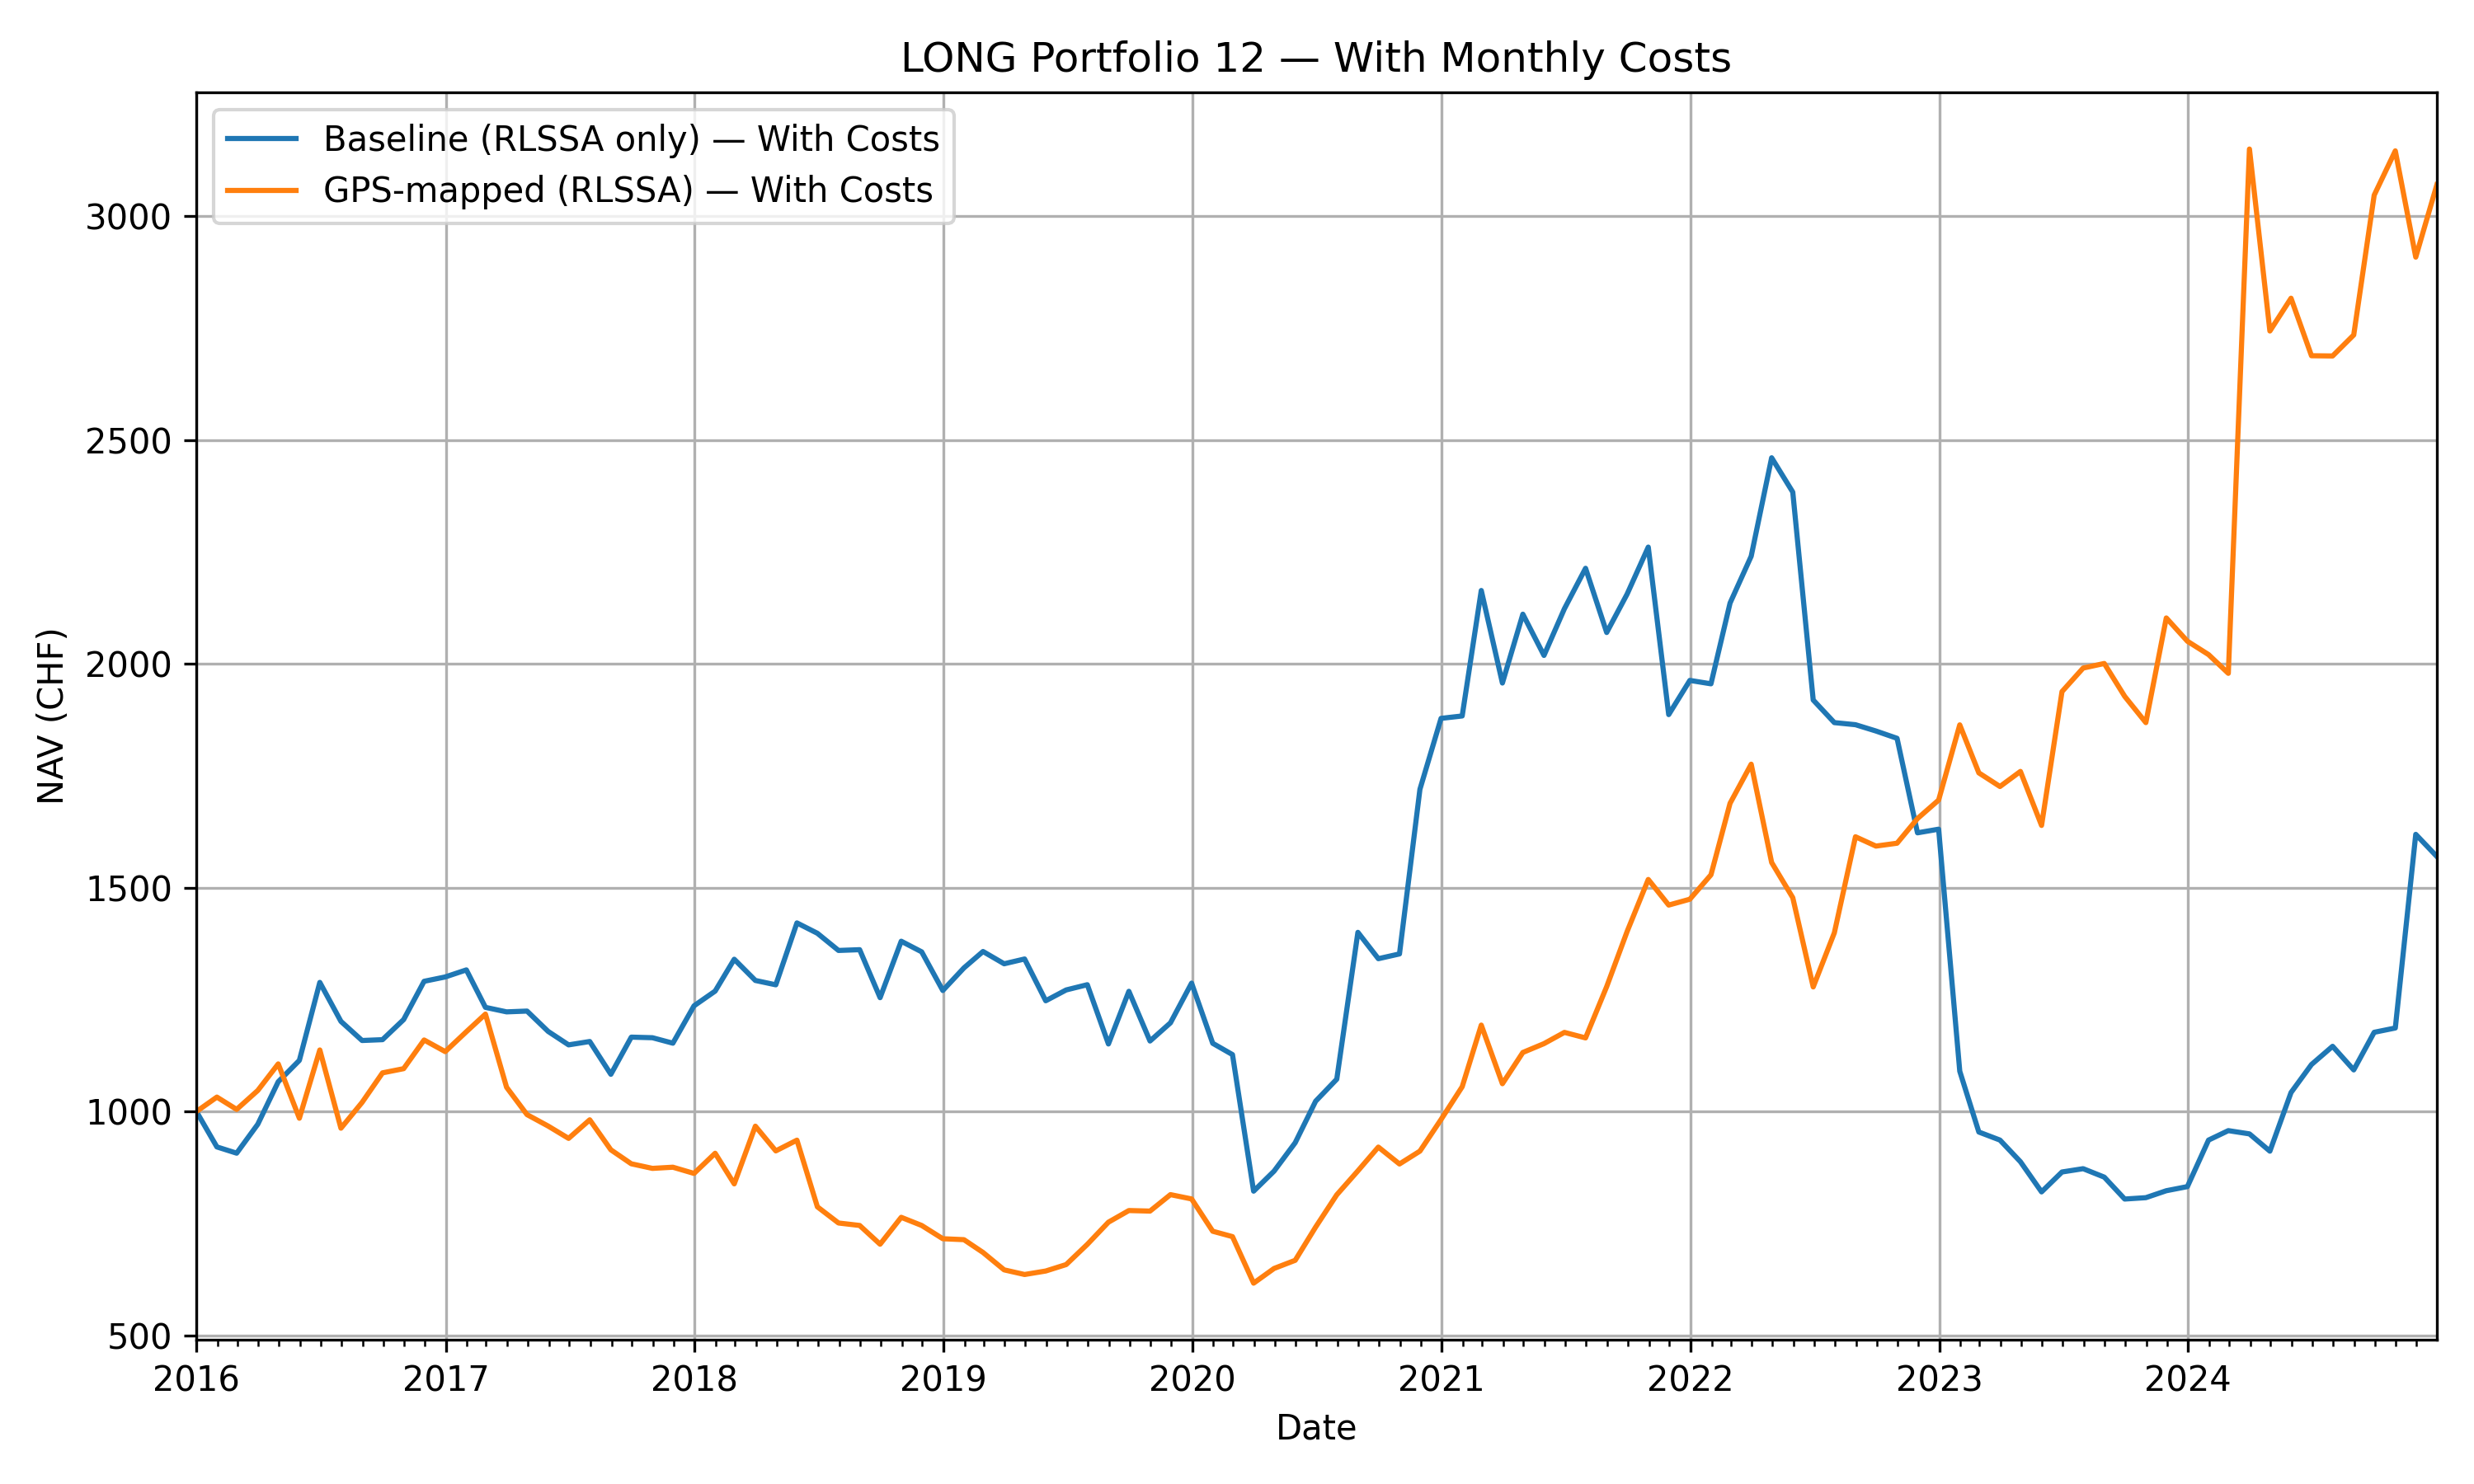 LONG Portfolio 12 — With Monthly Costs
Baseline (RLSSA only) — With Costs
GPS-mapped (RLSSA) — With Costs
NAV (CHF)
3000
2500
2000
1500
1000
500
2016 2017 2018 2019 2020 2021 2022 2023 2024
Date